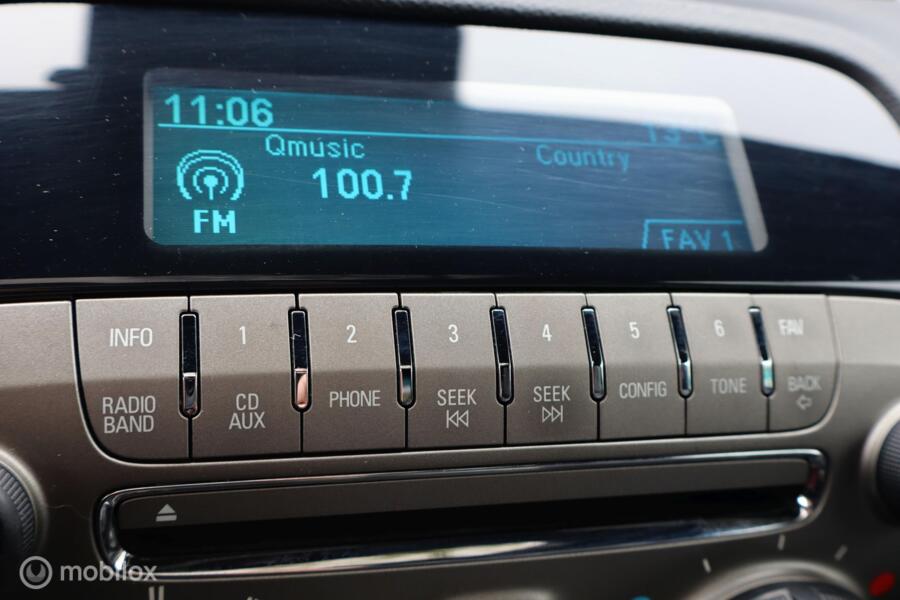 11:06
Qmusic
Country
100.7
FM
FAV 1
INFO
1
2
3
4
5
6
FAV
RADIO
BAND
CD
AUX
PHONE
SEEK
SEEK
CONFIG
TONE
BACK
mobilox